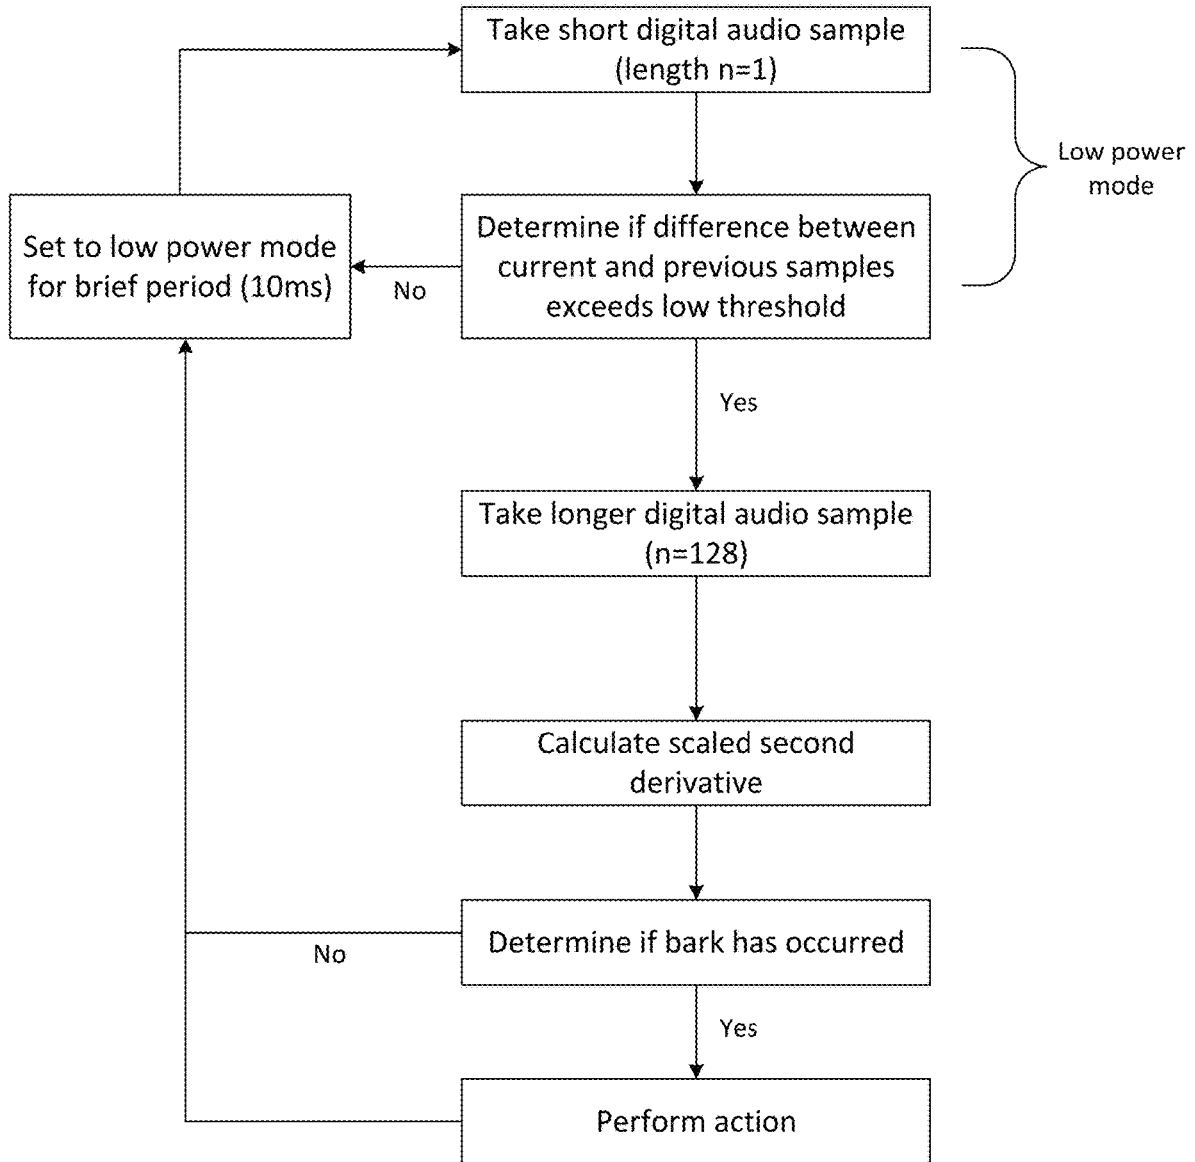 Take short digital audio sample
(length n=1)
Low power
mode
Set to low power mode
for brief period (10ms)
No
Determine if difference between
current and previous samples
exceeds low threshold
Yes
Take longer digital audio sample
(n=128)
Calculate scaled second
derivative
Determine if bark has occurred
No
Yes
Perform action